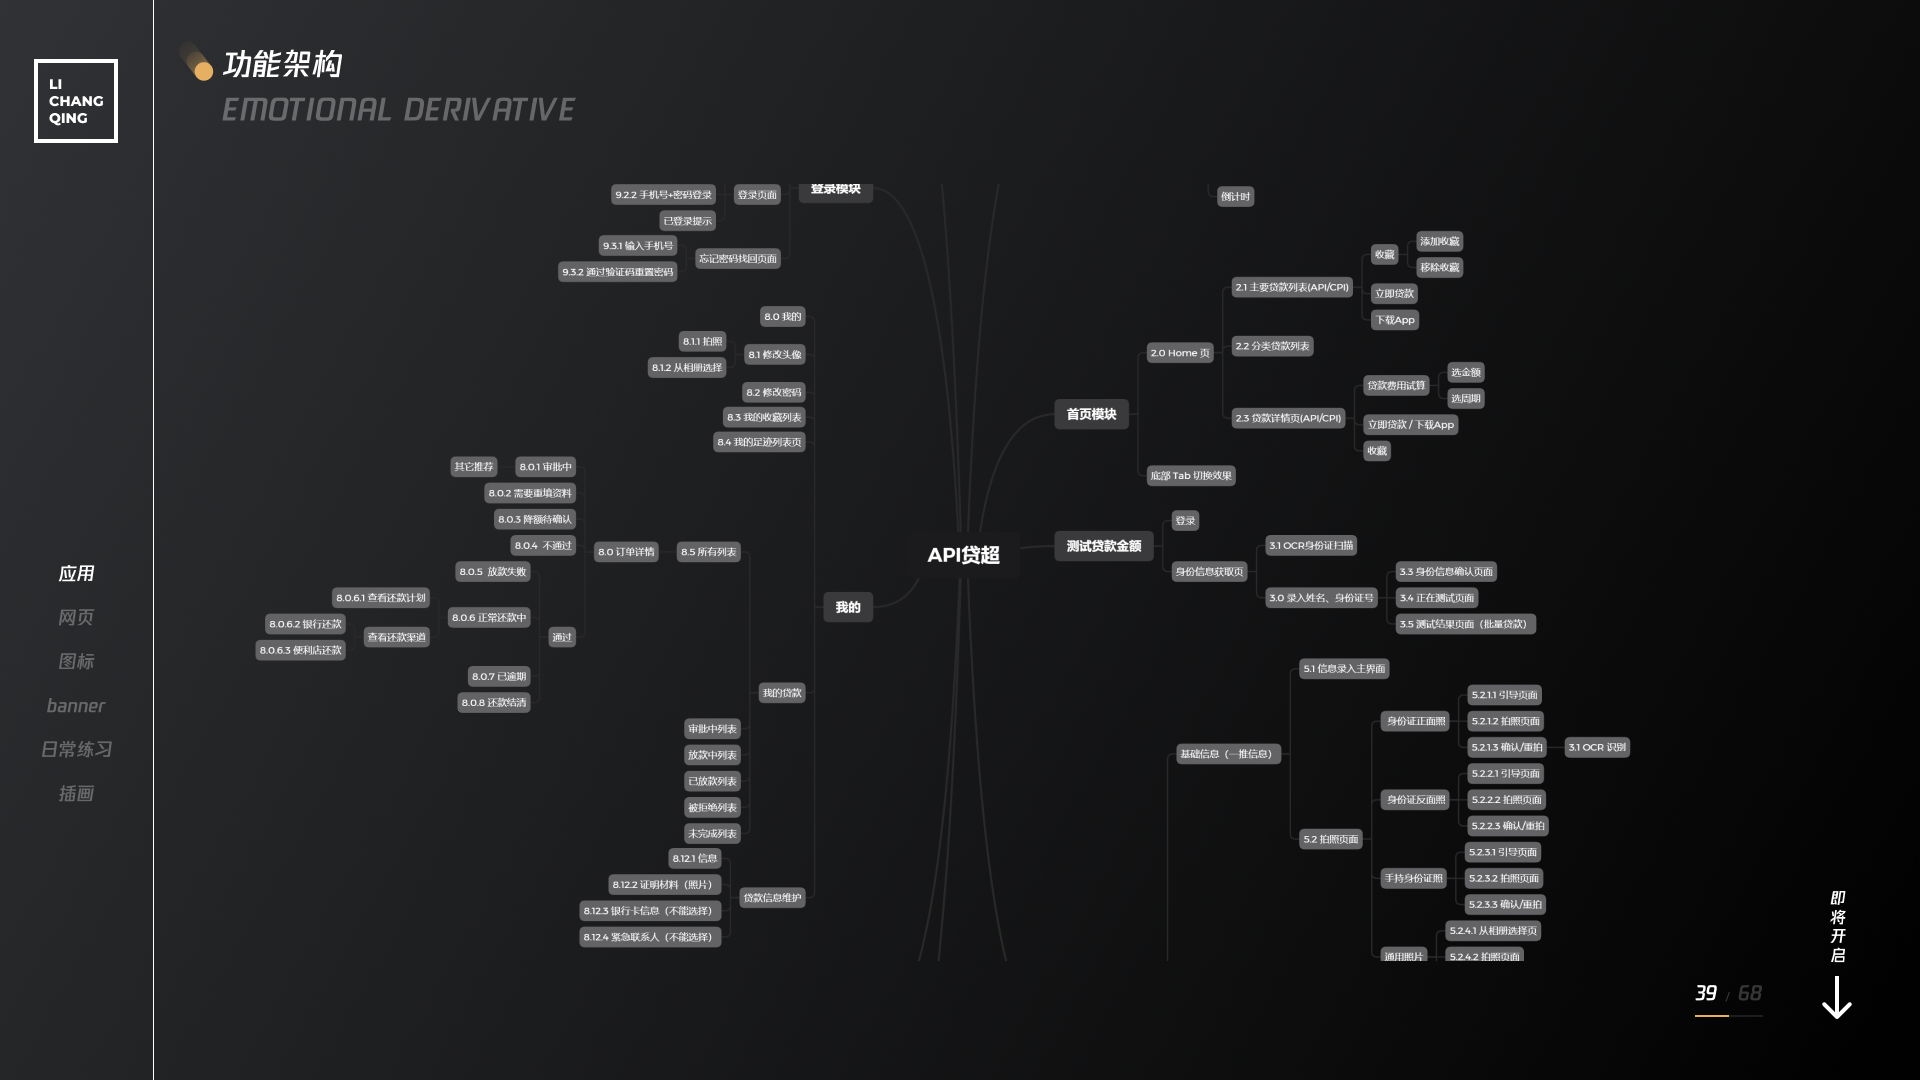 LI
CHANG
QING
功能架构
EMOTIONAL DERIVATIVE
应用
网页
图标
banner
日常练习
插画
登录模块
登录页面
9.2.2 手机号+密码登录
已登录提示
忘记密码找回页面
9.3.1 输入手机号
9.3.2 通过验证码重置密码
8.0 我的
8.1.1 拍照
8.1 修改头像
8.1.2 从相册选择
8.2 修改密码
8.3 我的收藏列表
8.4 我的足迹列表页
其它推荐
8.0.1 审批中
8.0.2 需要重填资料
8.0.3 降额待确认
8.0.4 不通过
8.0 订单详情
8.5 所有列表
8.0.5 放款失败
8.0.6.1 查看还款计划
8.0.6 正常还款中
8.0.6.2 银行还款
查看还款渠道
通过
8.0.6.3 便利店还款
8.0.7 已逾期
8.0.8 还款结清
我的
我的贷款
审批中列表
放款中列表
已放款列表
被拒绝列表
未完成列表
8.12.1 信息
8.12.2 证明材料（照片）
贷款信息维护
8.12.3 银行卡信息（不能选择）
8.12.4 紧急联系人（不能选择）
API贷超
倒计时
首页模块
2.0 Home 页
2.1 主要贷款列表(API/CPI)
收藏
添加收藏
移除收藏
立即贷款
下载App
2.2 分类贷款列表
2.3 贷款详情页(API/CPI)
贷款费用试算
选金额
选周期
立即贷款 / 下载App
收藏
底部 Tab 切换效果
测试贷款金额
登录
身份信息获取页
3.1 OCR身份证扫描
3.0 录入姓名、身份证号
3.3 身份信息确认页面
3.4 正在测试页面
3.5 测试结果页面（批量贷款）
基础信息（一推信息）
5.1 信息录入主界面
5.2 拍照页面
身份证正面照
5.2.1.1 引导页面
5.2.1.2 拍照页面
5.2.1.3 确认/重拍
3.1 OCR 识别
身份证反面照
5.2.2.1 引导页面
5.2.2.2 拍照页面
5.2.2.3 确认/重拍
手持身份证照
5.2.3.1 引导页面
5.2.3.2 拍照页面
5.2.3.3 确认/重拍
通用照片
5.2.4.1 从相册选择页
5.2.4.2 拍照页面
即将开启
39 / 68